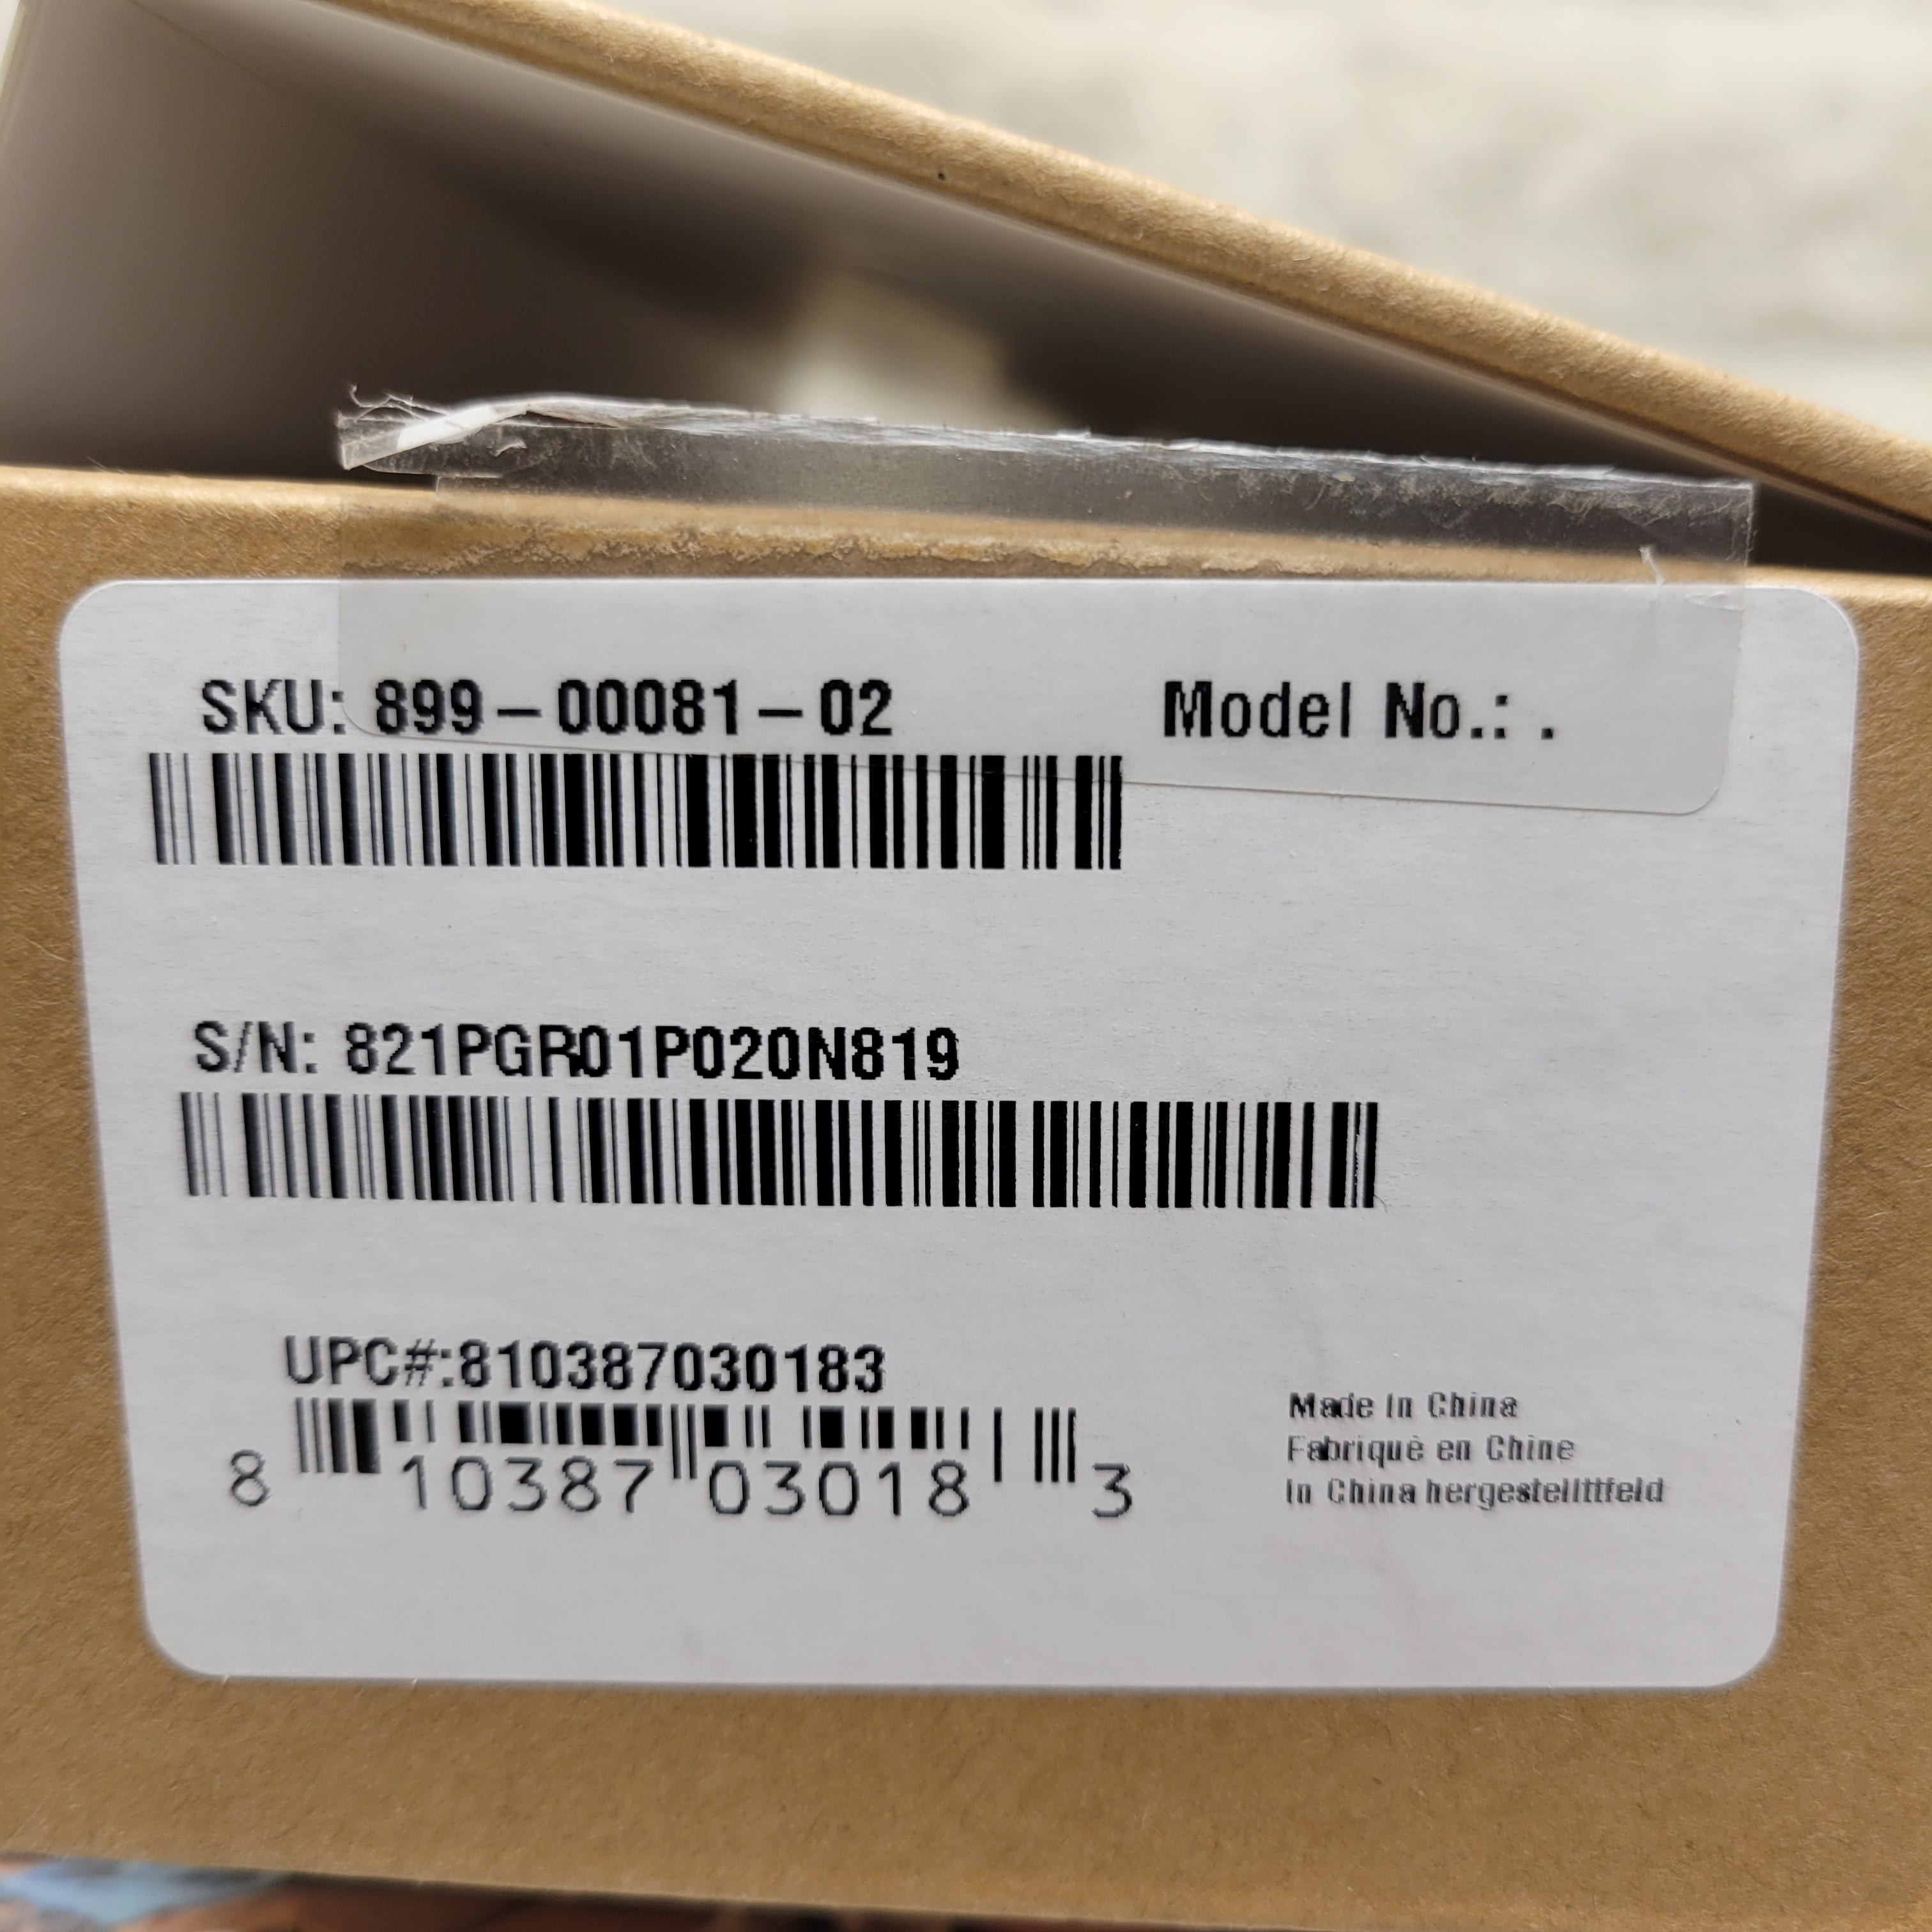 SKU: 899-00081-02 Model No.: .
S/N: 821PGR01P020N819
UPC#:810387030183
8 10387 03018 3
Made In China
Fabriqué en Chine
In China hergestellttfeld